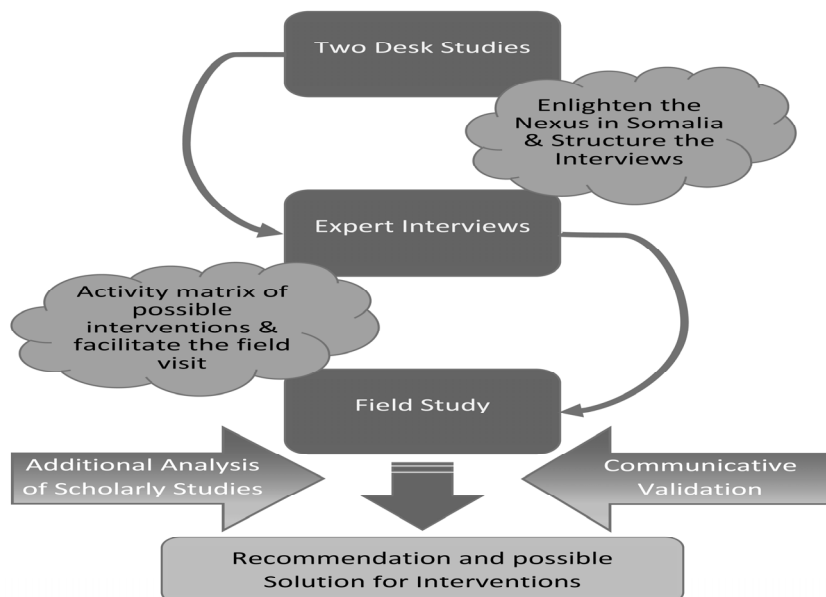 Two Desk Studies
Enlighten the
Nexus in Somalia
& Structure the
Interviews
Expert Interviews
Activity matrix of
possible
interventions &
facilitate the field
visit
Field Study
Additional Analysis
of Scholarly Studies
Communicative
Validation
Recommendation and possible
Solution for Interventions